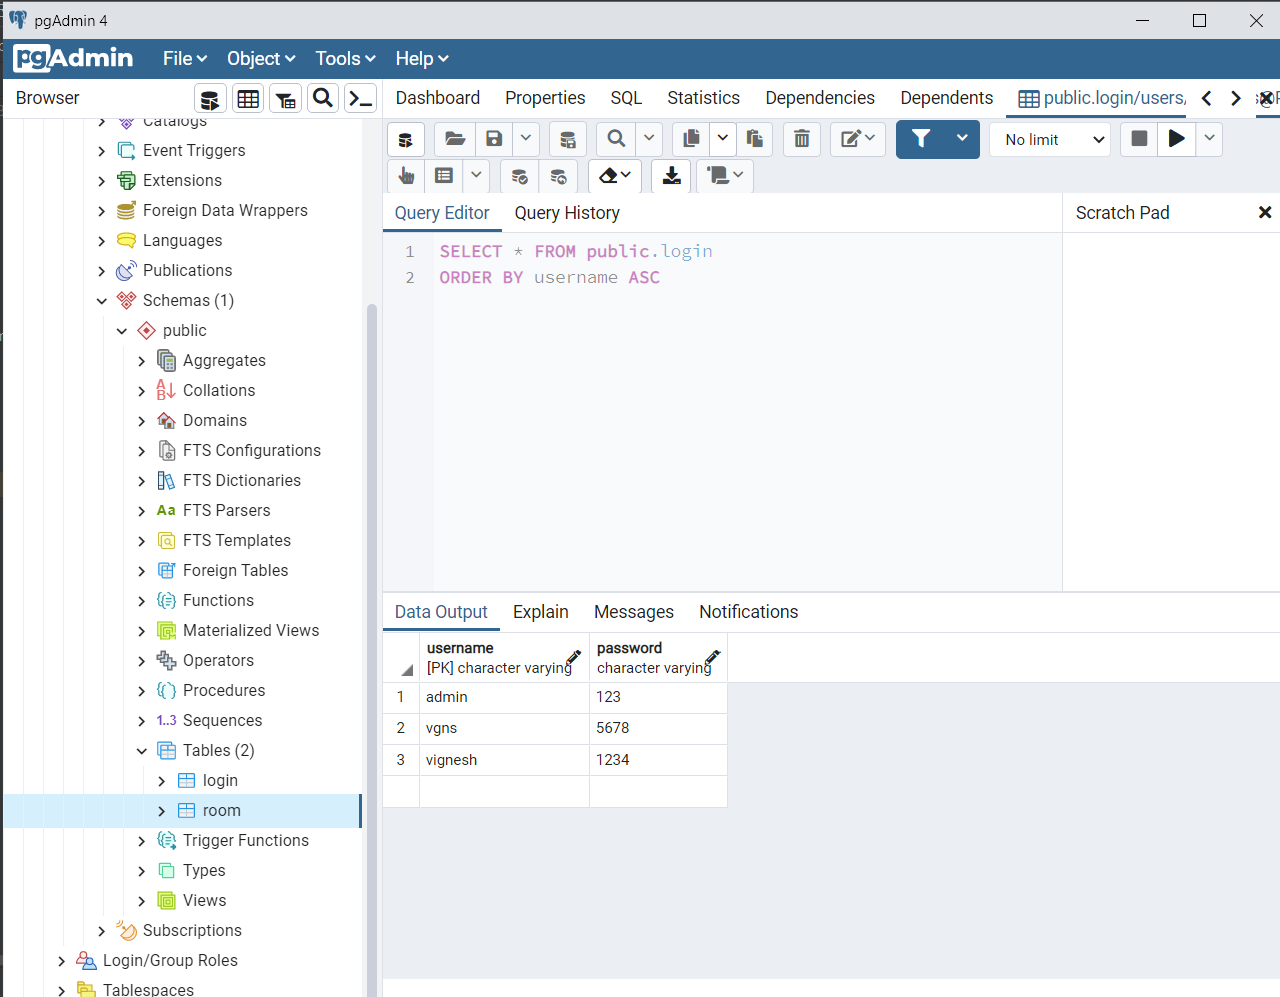 pgAdmin 4
pgAdmin File Object Tools Help
Browser
Dashboard Properties SQL Statistics Dependencies Dependents public.login/users/
No limit
Catalogs
Event Triggers
Extensions
Foreign Data Wrappers
Languages
Publications
Schemas (1)
public
Aggregates
Collations
Domains
FTS Configurations
FTS Dictionaries
Aa FTS Parsers
FTS Templates
Foreign Tables
Functions
Materialized Views
Operators
Procedures
1..3 Sequences
Tables (2)
login
room
Trigger Functions
Types
Views
Subscriptions
Login/Group Roles
Tablespaces
Query Editor Query History
Scratch Pad
1 SELECT * FROM public.login
2 ORDER BY username ASC
Data Output Explain Messages Notifications
username password
[PK] character varying character varying
1 admin 123
2 vgns 5678
3 vignesh 1234